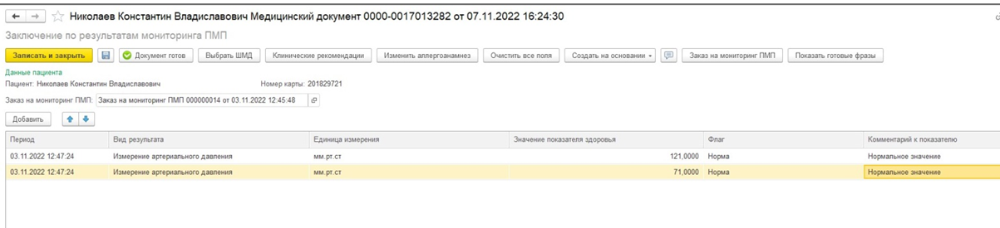 Николаев Константин Владиславович Медицинский документ 0000-0017013282 от 07.11.2022 16:24:30
Заключение по результатам мониторинга ПМП
Записать и закрыть Документ готов Выбрать ШМД Клинические рекомендации Изменить аллергоанамнез Очистить все поля Создать на основании Заказ на мониторинг ПМП Показать готовые фразы
Данные пациента
Пациент: Николаев Константин Владиславович Номер карты: 201829721
Заказ на мониторинг ПМП: Заказ на мониторинг ПМП 000000014 от 03.11.2022 12:45:48
Добавить
Период Вид результата Единица измерения Значение показателя здоровья Флаг Комментарий к показателю
03.11.2022 12:47:24 Измерение артериального давления мм.рт.ст 121,0000 Норма Нормальное значение
03.11.2022 12:47:24 Измерение артериального давления мм.рт.ст 71,0000 Норма Нормальное значение